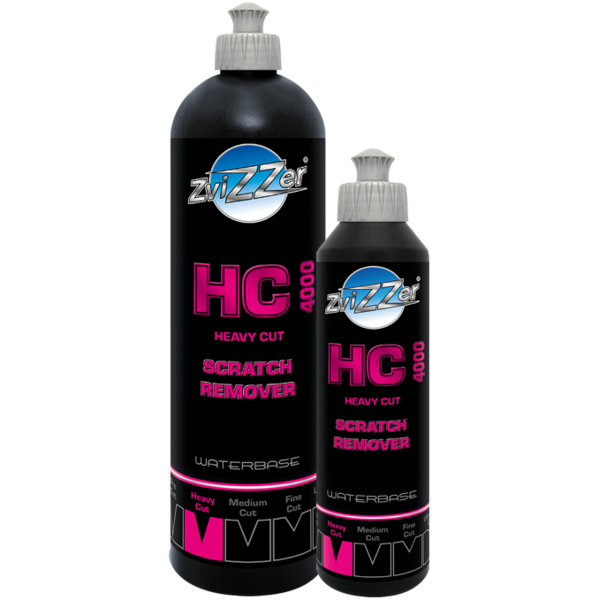 ZviZZer®
HC 4000
HEAVY CUT
SCRATCH
REMOVER
WATERBASE
Heavy
Cut
Medium
Cut
Fine
Cut
ZviZZer®
HC 4000
HEAVY CUT
SCRATCH
REMOVER
WATERBASE
Heavy
Cut
Medium
Cut
Fine
Cut